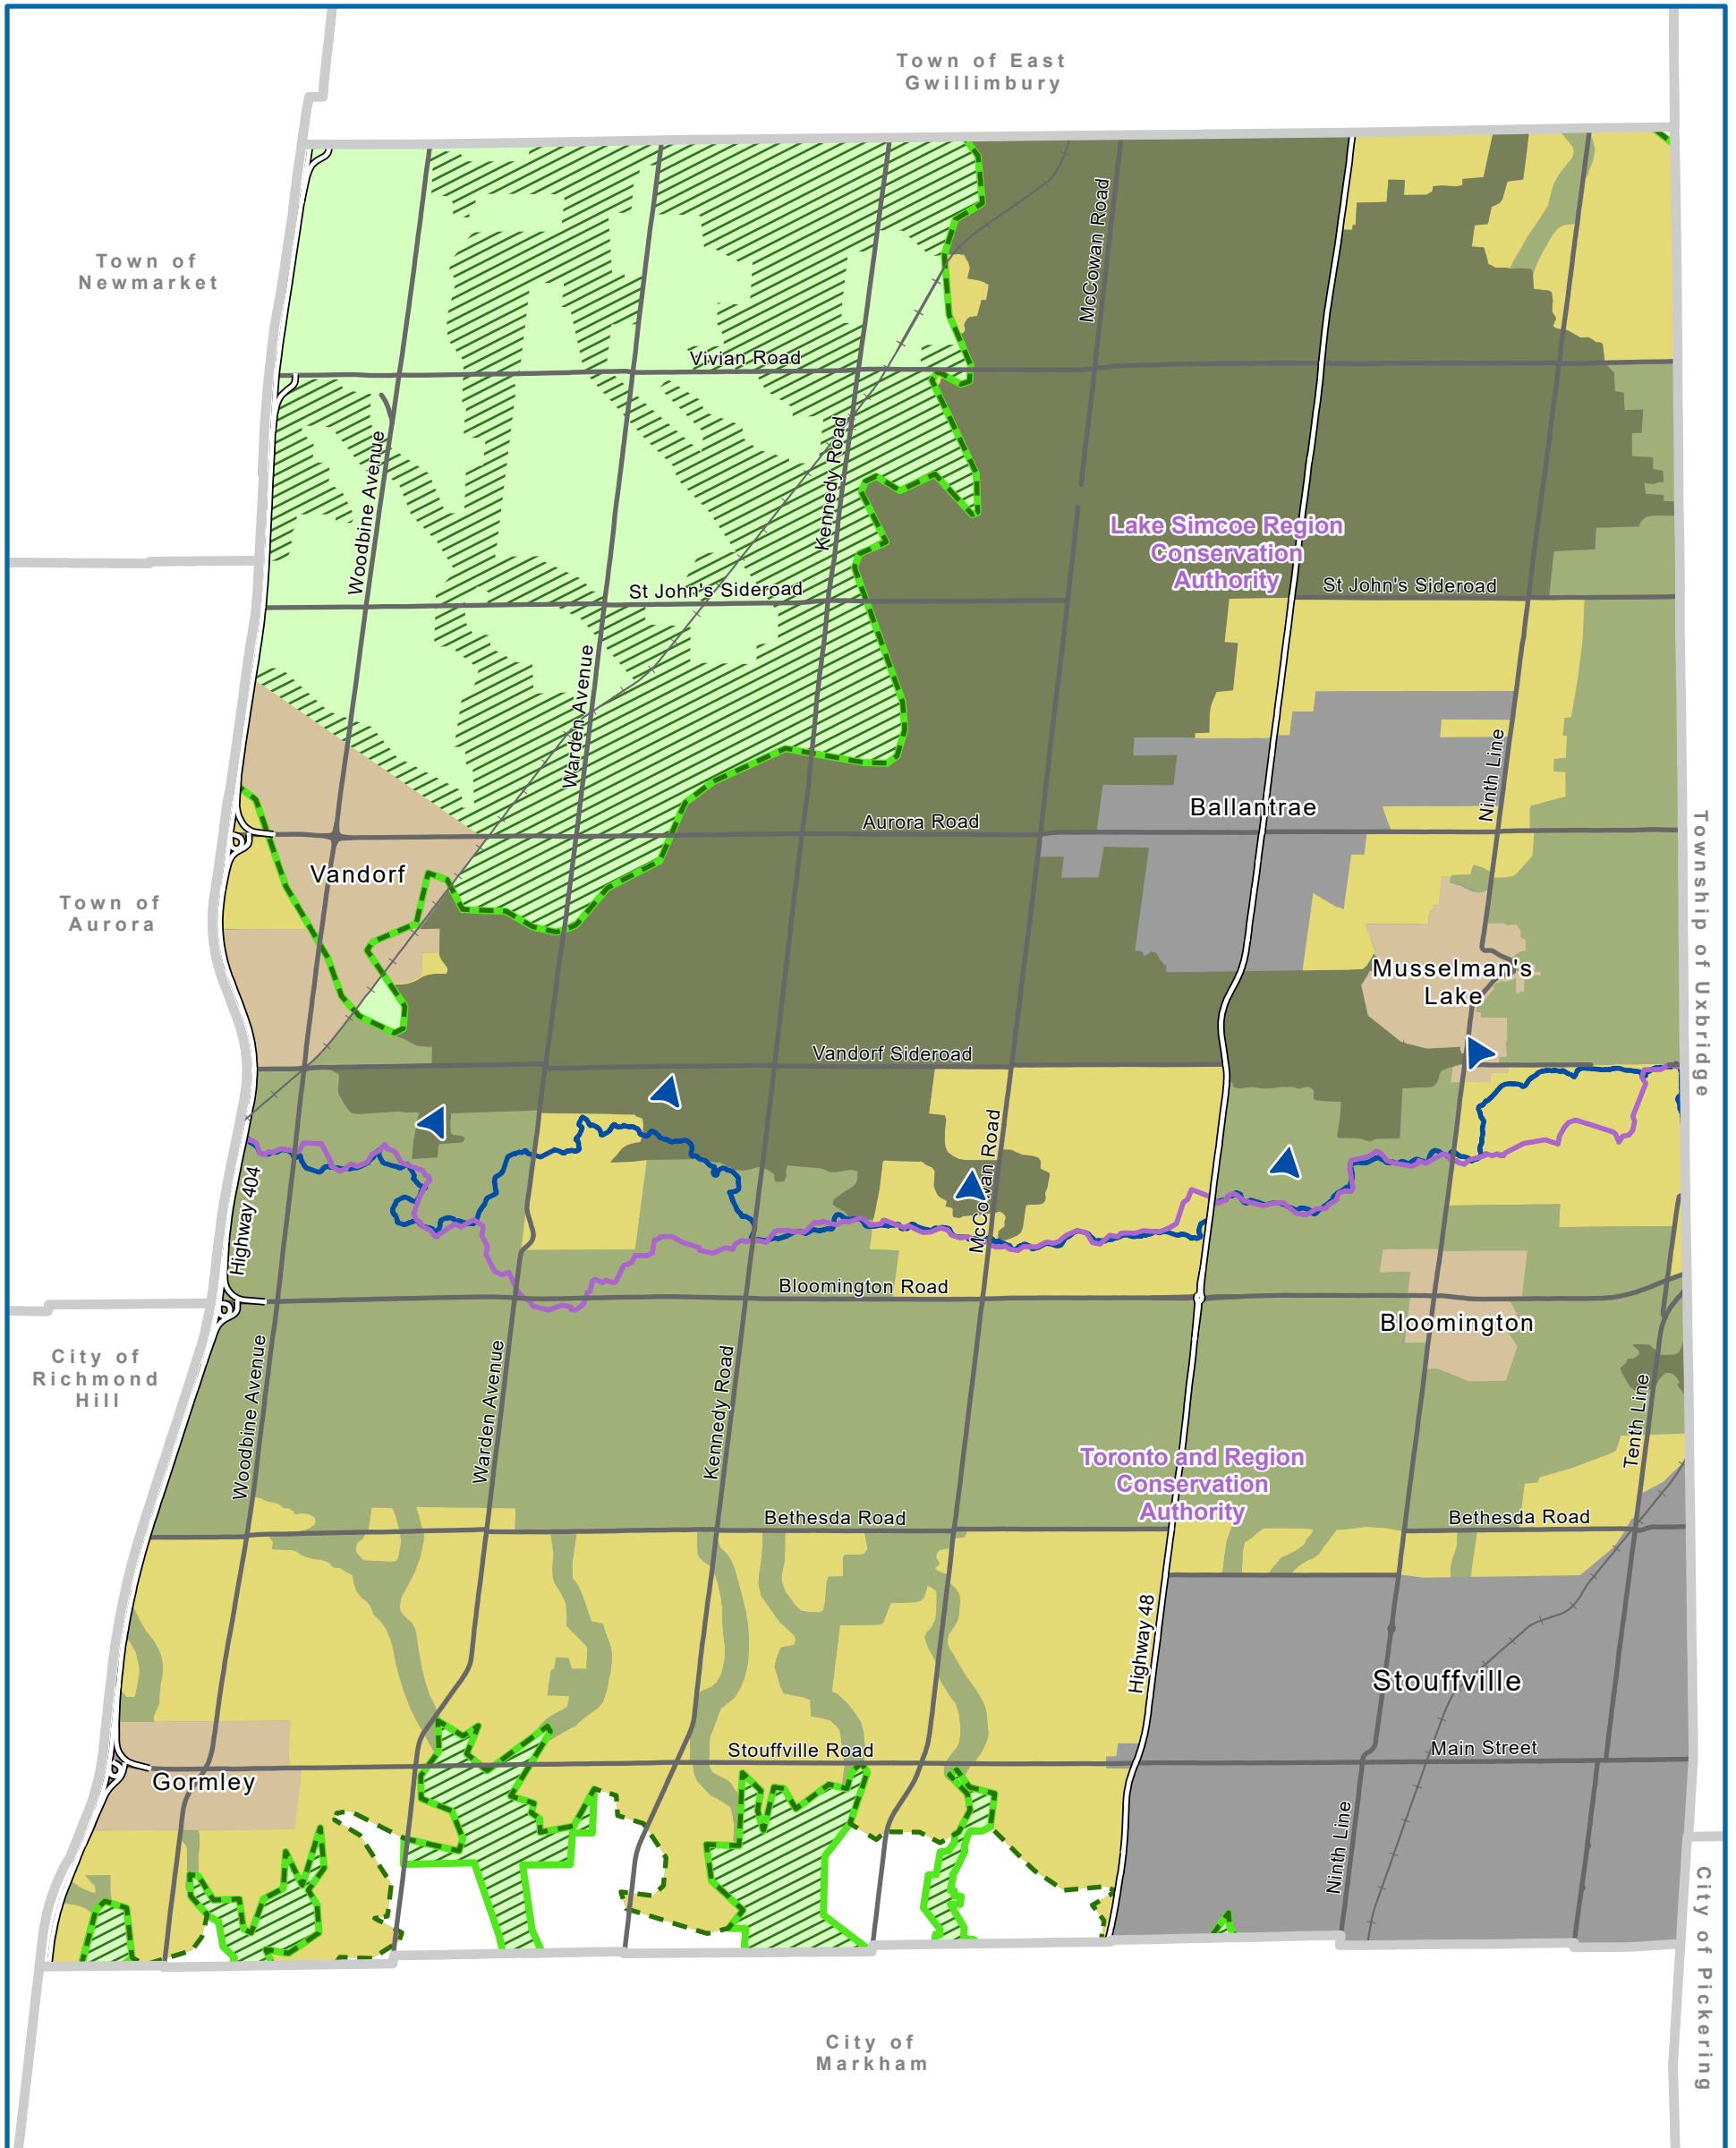 Town of East
Gwillimbury
Town of
Newmarket
McCowan Road
Vivian Road
Woodbine Avenue
Kennedy Road
Lake Simcoe Region
Conservation
Authority
St John's Sideroad
St John's Sideroad
Warden Avenue
Ninth Line
Ballantrae
Aurora Road
Vandorf
Town of
Aurora
Township of Uxbridge
Musselman's
Lake
Vandorf Sideroad
McCowan Road
Highway 404
Bloomington Road
Bloomington
City of
Richmond
Hill
Woodbine Avenue
Warden Avenue
Kennedy Road
Tenth Line
Toronto and Region
Conservation
Authority
Bethesda Road
Bethesda Road
Highway 48
Stouffville
Stouffville Road
Main Street
Gormley
Ninth Line
City of Pickering
City of
Markham